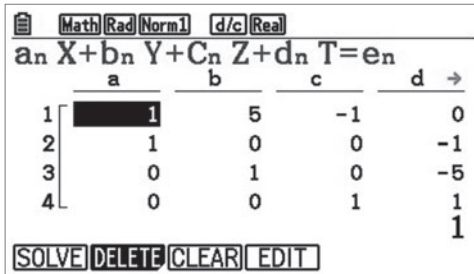 Math Rad Norm1 d/c Real
an X+bn Y+Cn Z+dn T=en
a b c d →
1 1 5 -1 0
2 1 0 0 -1
3 0 1 0 -5
4 0 0 1 1
1
SOLVE DELETE CLEAR EDIT